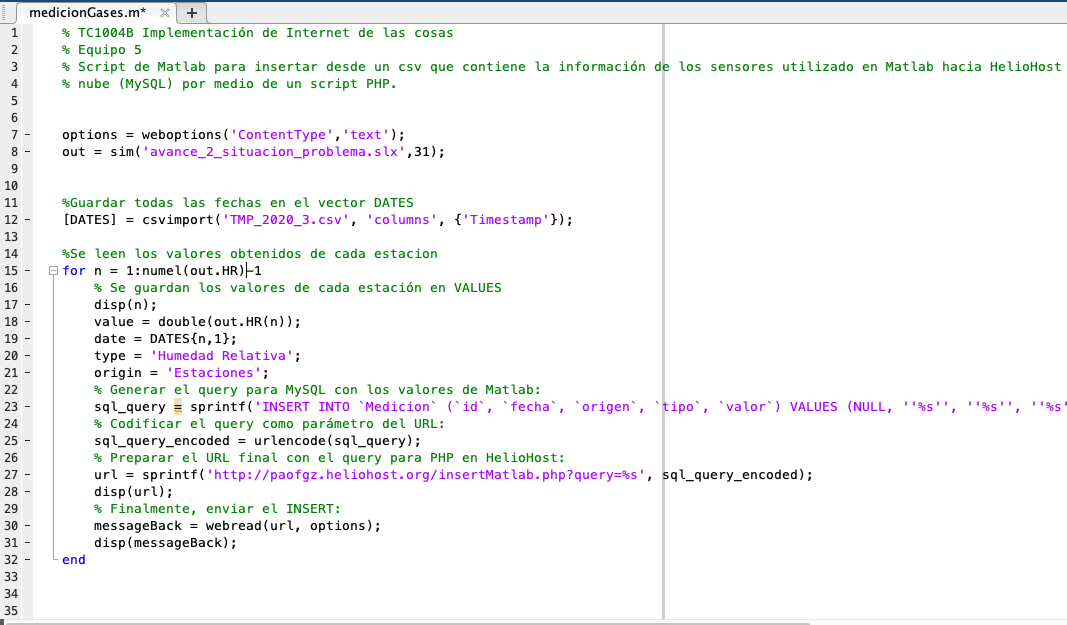 medicionGases.m* × +
1 % TC1004B Implementación de Internet de las cosas
2 % Equipo 5
3 % Script de Matlab para insertar desde un csv que contiene la información de los sensores utilizado en Matlab hacia HelioHost
4 % nube (MySQL) por medio de un script PHP.
5
6
7 - options = weboptions('ContentType','text');
8 - out = sim('avance_2_situacion_problema.slx',31);
9
10
11 %Guardar todas las fechas en el vector DATES
12 - [DATES] = csvimport('TMP_2020_3.csv', 'columns', {'Timestamp'});
13
14 %Se leen los valores obtenidos de cada estacion
15 - for n = 1:numel(out.HR)-1
16 % Se guardan los valores de cada estación en VALUES
17 - disp(n);
18 - value = double(out.HR(n));
19 - date = DATES{n,1};
20 - type = 'Humedad Relativa';
21 - origin = 'Estaciones';
22 % Generar el query para MySQL con los valores de Matlab:
23 - sql_query = sprintf('INSERT INTO `Medicion` (`id`, `fecha`, `origen`, `tipo`, `valor`) VALUES (NULL, ''%s'', ''%s'', ''%s'
24 % Codificar el query como parámetro del URL:
25 - sql_query_encoded = urlencode(sql_query);
26 % Preparar el URL final con el query para PHP en HelioHost:
27 - url = sprintf('http://paofgz.heliohost.org/insertMatlab.php?query=%s', sql_query_encoded);
28 - disp(url);
29 % Finalmente, enviar el INSERT:
30 - messageBack = webread(url, options);
31 - disp(messageBack);
32 - end
33
34
35